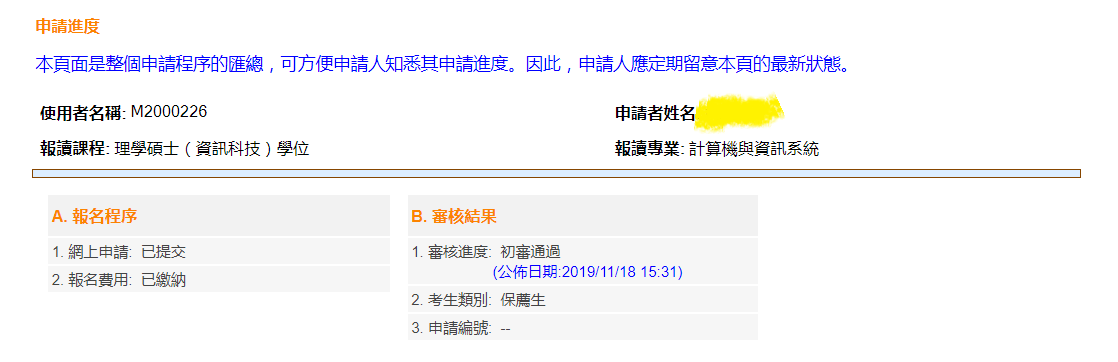 申請進度
本頁面是整個申請程序的匯總，可方便申請人知悉其申請進度。因此，申請人應定期留意本頁的最新狀態。
使用者名稱: M2000226
申請者姓名
報讀課程: 理學碩士（資訊科技）學位
報讀專業: 計算機與資訊系統
A. 報名程序
1. 網上申請: 已提交
2. 報名費用: 已繳納
B. 審核結果
1. 審核進度: 初審通過
(公佈日期:2019/11/18 15:31)
2. 考生類別: 保薦生
3. 申請編號: --